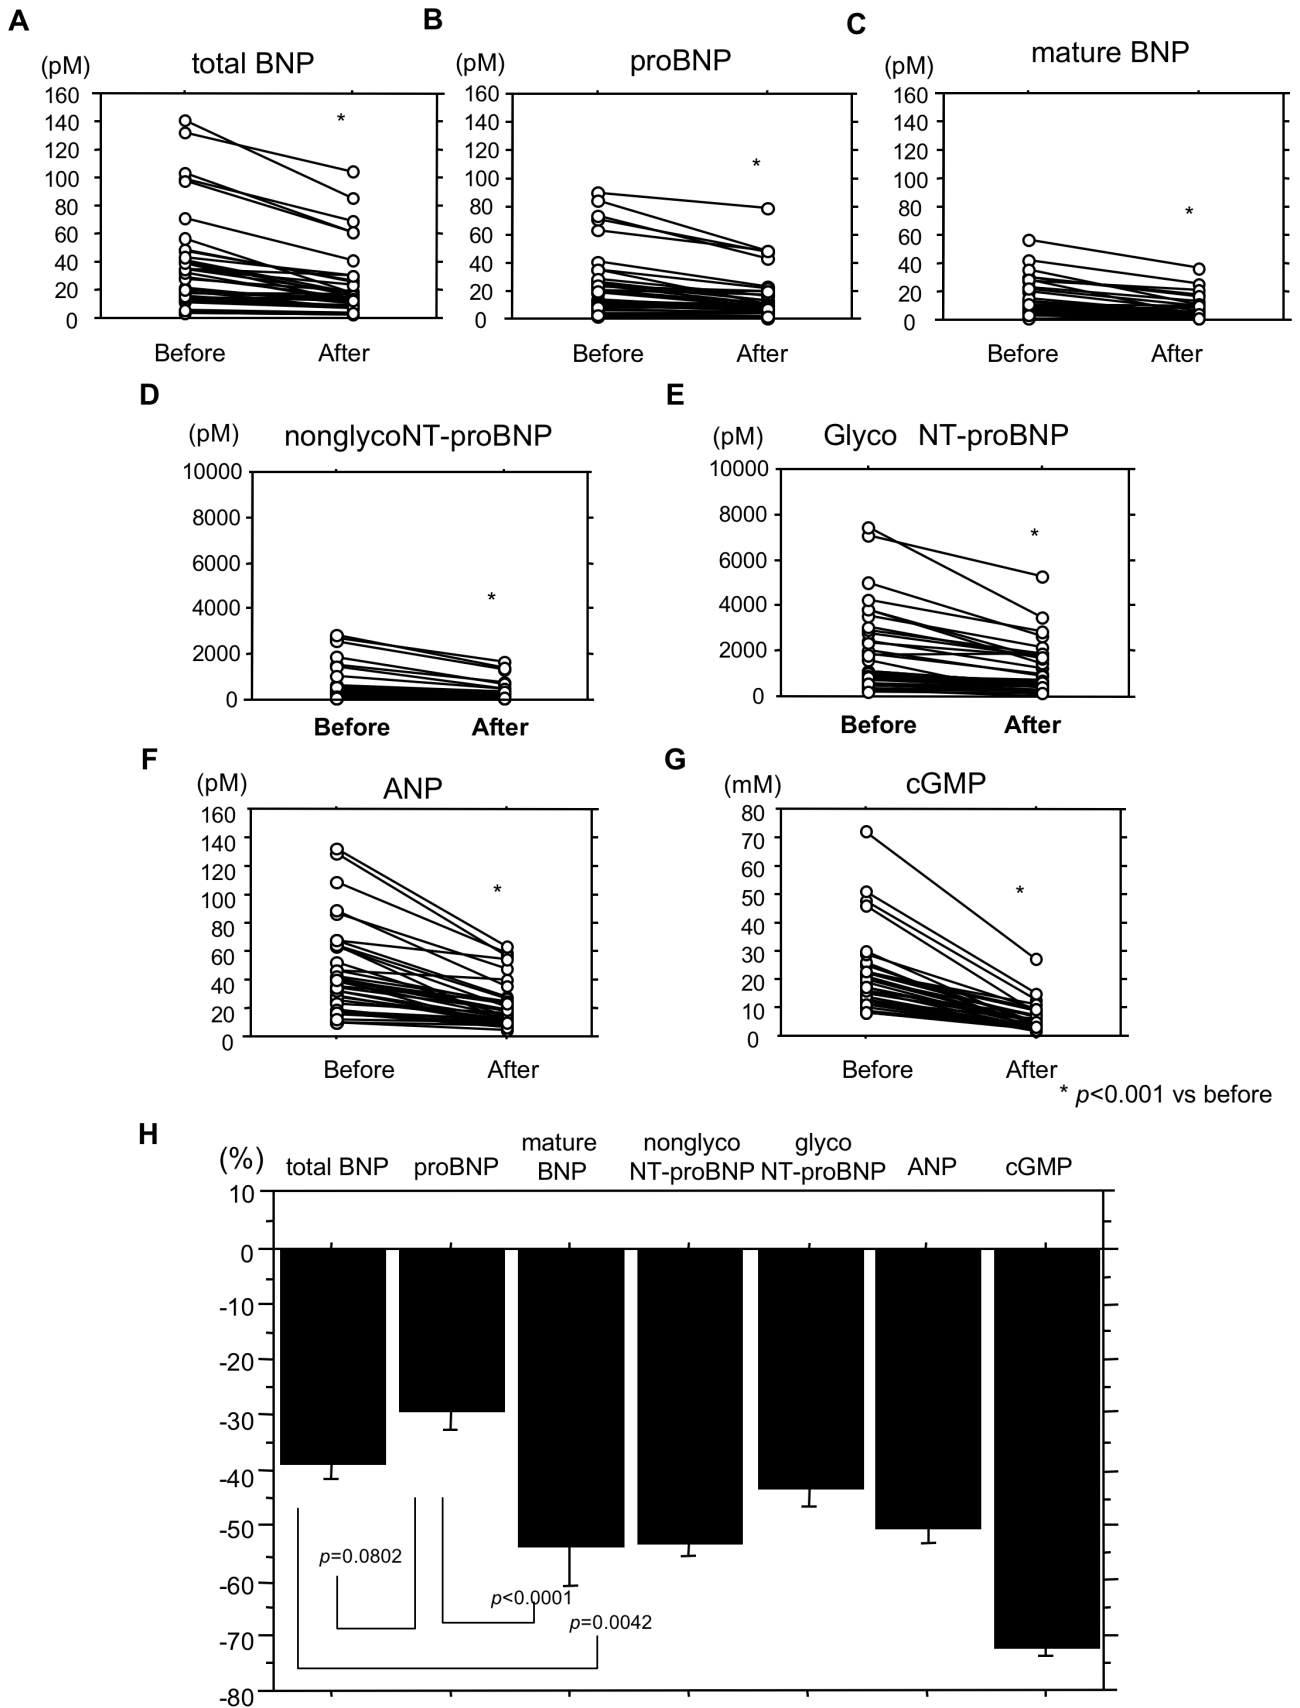 A
B
C
total BNP
proBNP
mature BNP
(pM)
(pM)
(pM)
160
140
120
100
80
60
40
20
0
160
140
120
100
80
60
40
20
0
160
140
120
100
80
60
40
20
0
*
*
*
Before After
Before After
Before After
D
E
(pM)
nonglycoNT-proBNP
(pM)
Glyco NT-proBNP
10000
8000
6000
4000
2000
0
10000
8000
6000
4000
2000
0
*
*
Before After
Before After
F
G
(pM)
ANP
(mM)
cGMP
160
140
120
100
80
60
40
20
0
80
70
60
50
40
30
20
10
0
*
*
Before After
Before After
* p<0.001 vs before
H
(%)
total BNP
proBNP
mature
BNP
nonglyco
NT-proBNP
glyco
NT-proBNP
ANP
cGMP
10
0
-10
-20
-30
-40
-50
-60
-70
-80
p=0.0802
p<0.0001
p=0.0042